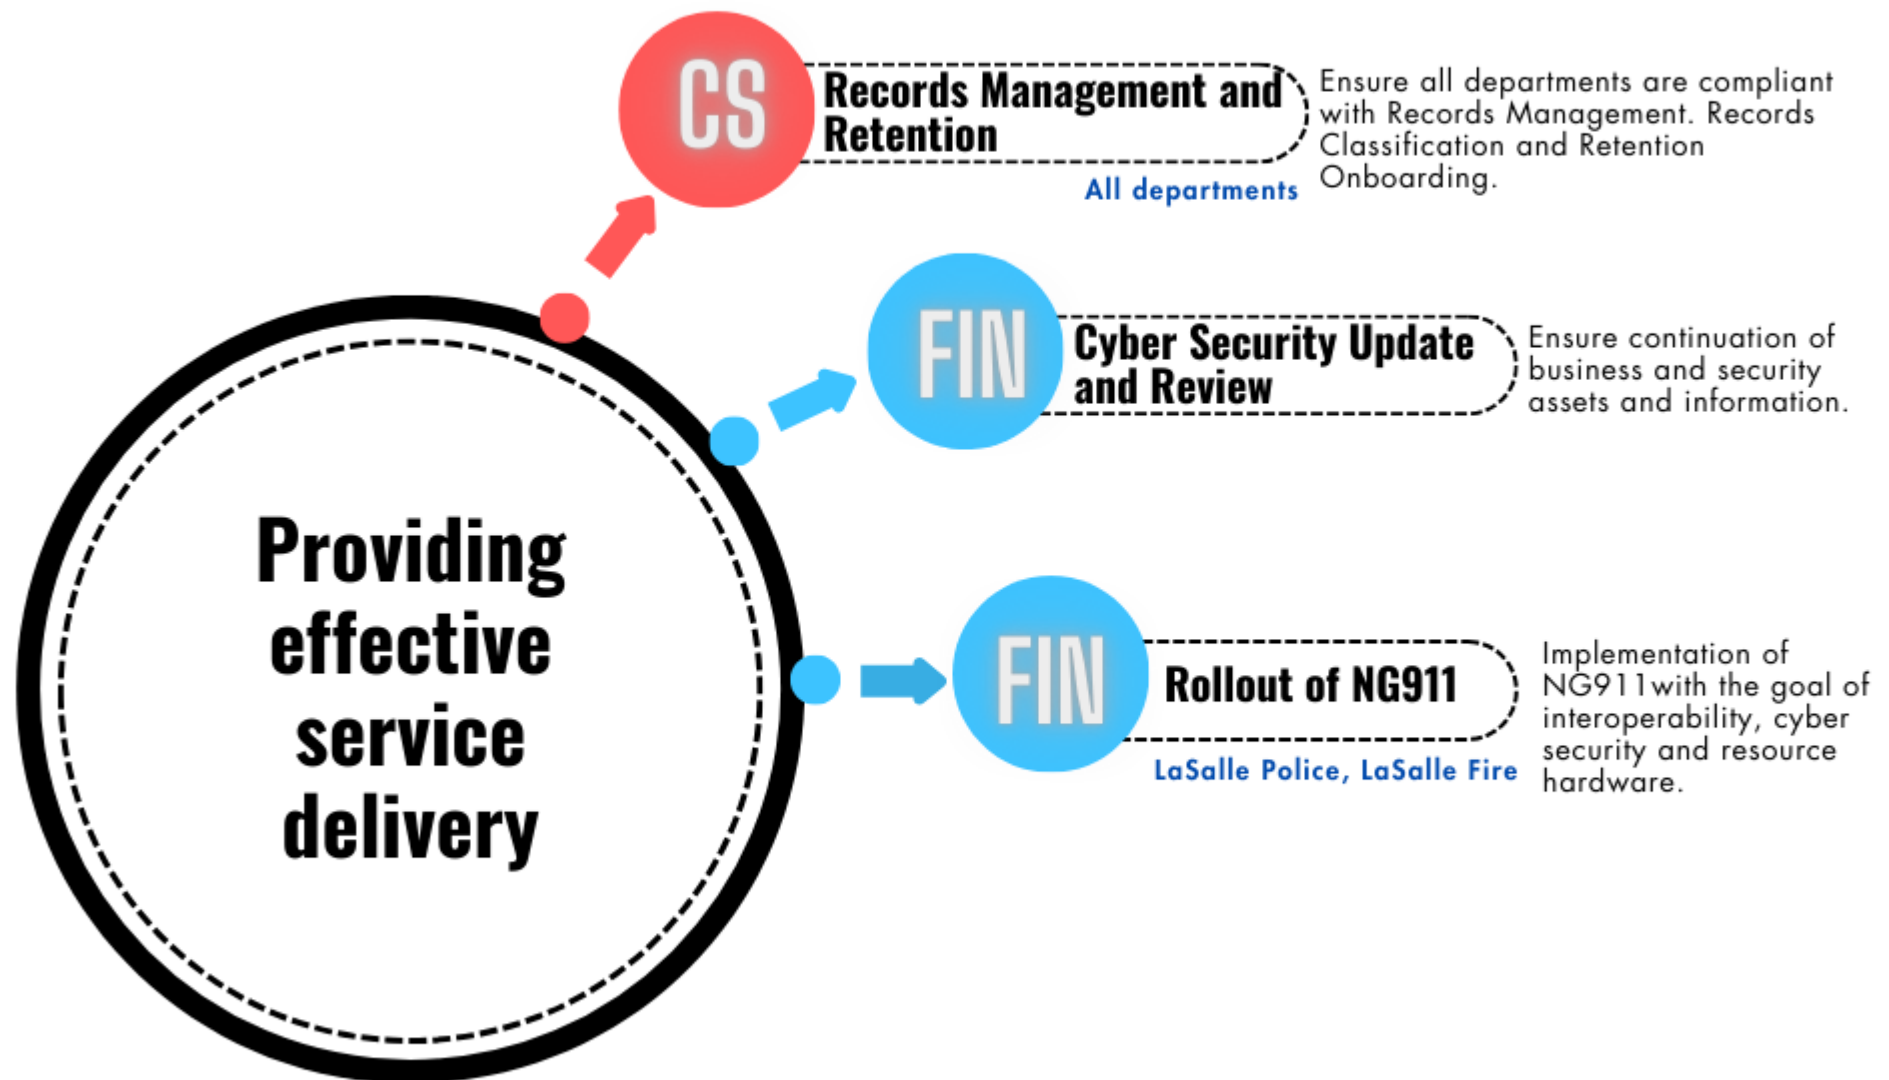 CS
Records Management and
Retention
All departments
Ensure all departments are compliant
with Records Management. Records
Classification and Retention
Onboarding.
FIN
Cyber Security Update
and Review
Ensure continuation of
business and security
assets and information.
Providing
effective
service
delivery
FIN
Rollout of NG911
LaSalle Police, LaSalle Fire
Implementation of
NG911with the goal of
interoperability, cyber
security and resource
hardware.